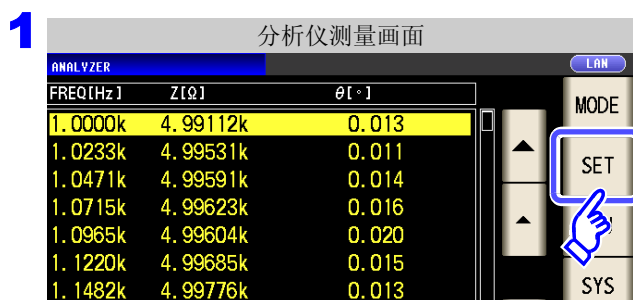 1
分析仪测量画面
ANALYZER LAN
FREQ[Hz] Z[Ω] θ[°]
MODE
1.0000k 4.99112k 0.013
1.0233k 4.99531k 0.011
SET
1.0471k 4.99591k 0.014
1.0715k 4.99623k 0.016
1.0965k 4.99604k 0.020
1.1220k 4.99685k 0.015
SYS
1.1482k 4.99776k 0.013